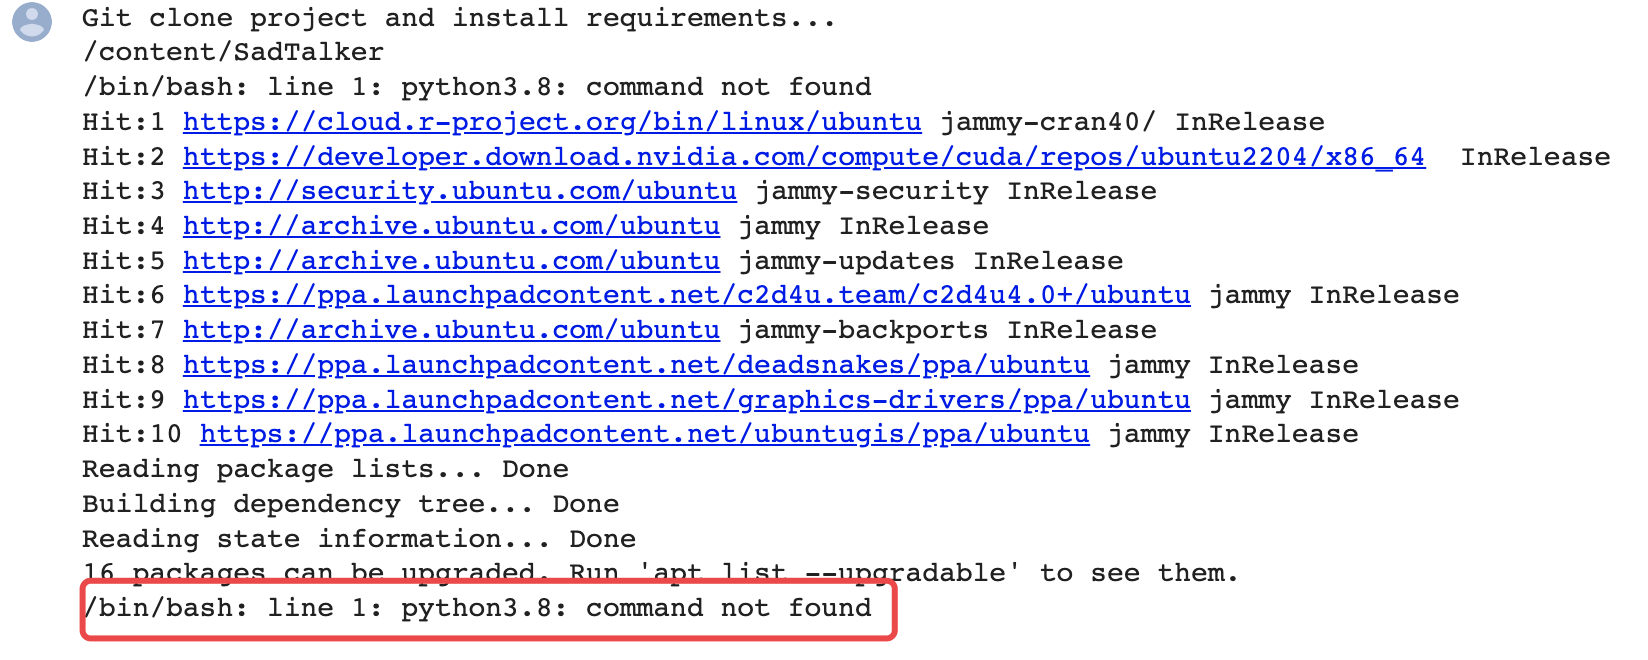 Git clone project and install requirements...
/content/SadTalker
/bin/bash: line 1: python3.8: command not found
Hit:1 https://cloud.r-project.org/bin/linux/ubuntu jammy-cran40/ InRelease
Hit:2 https://developer.download.nvidia.com/compute/cuda/repos/ubuntu2204/x86_64  InRelease
Hit:3 http://security.ubuntu.com/ubuntu jammy-security InRelease
Hit:4 http://archive.ubuntu.com/ubuntu jammy InRelease
Hit:5 http://archive.ubuntu.com/ubuntu jammy-updates InRelease
Hit:6 https://ppa.launchpadcontent.net/c2d4u.team/c2d4u4.0+/ubuntu jammy InRelease
Hit:7 http://archive.ubuntu.com/ubuntu jammy-backports InRelease
Hit:8 https://ppa.launchpadcontent.net/deadsnakes/ppa/ubuntu jammy InRelease
Hit:9 https://ppa.launchpadcontent.net/graphics-drivers/ppa/ubuntu jammy InRelease
Hit:10 https://ppa.launchpadcontent.net/ubuntugis/ppa/ubuntu jammy InRelease
Reading package lists... Done
Building dependency tree... Done
Reading state information... Done
16 packages can be upgraded. Run 'apt list --upgradable' to see them.
/bin/bash: line 1: python3.8: command not found